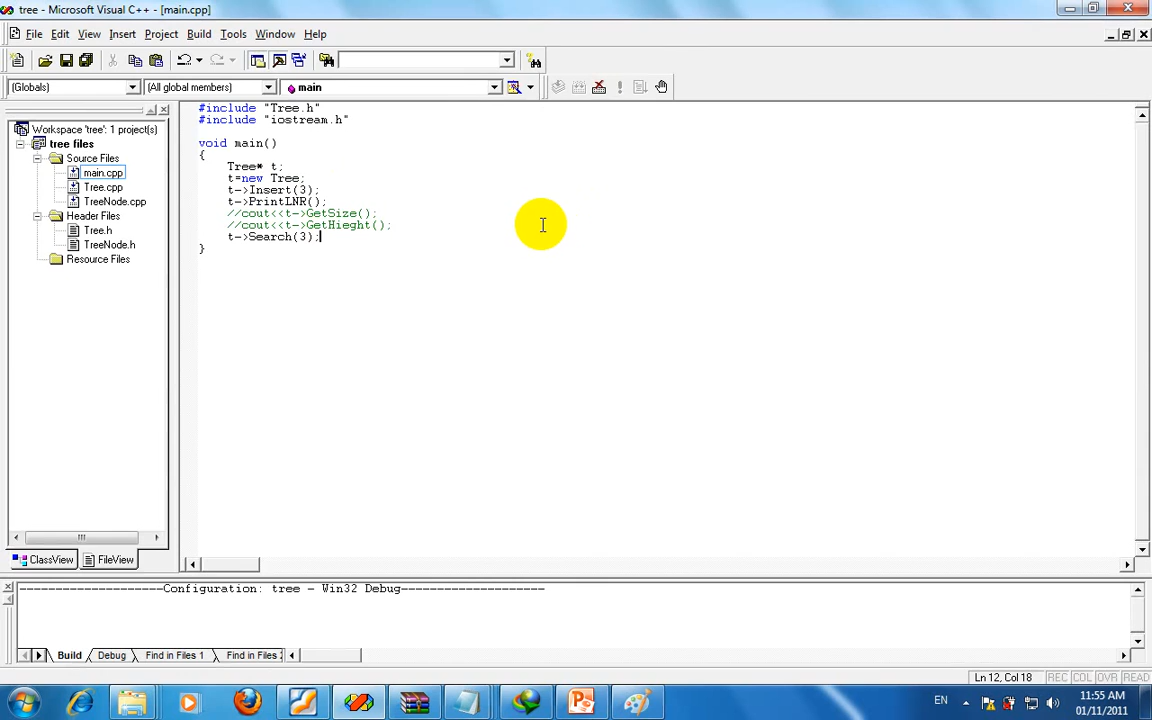 tree - Microsoft Visual C++ - [main.cpp]
File Edit View Insert Project Build Tools Window Help
(Globals) (All global members) main
Workspace 'tree': 1 project(s)
tree files
Source Files
main.cpp
Tree.cpp
TreeNode.cpp
Header Files
Tree.h
TreeNode.h
Resource Files
ClassView FileView
#include "Tree.h"
#include "iostream.h"
void main()
{
Tree* t;
t=new Tree;
t->Insert(3);
t->PrintLNR();
//cout<<t->GetSize();
//cout<<t->GetHieght();
t->Search(3);
}
--------------------Configuration: tree - Win32 Debug--------------------
Build Debug Find in Files 1 Find in Files 2
Ln 12, Col 18 REC COL OVR READ
EN 11:55 AM
01/11/2011